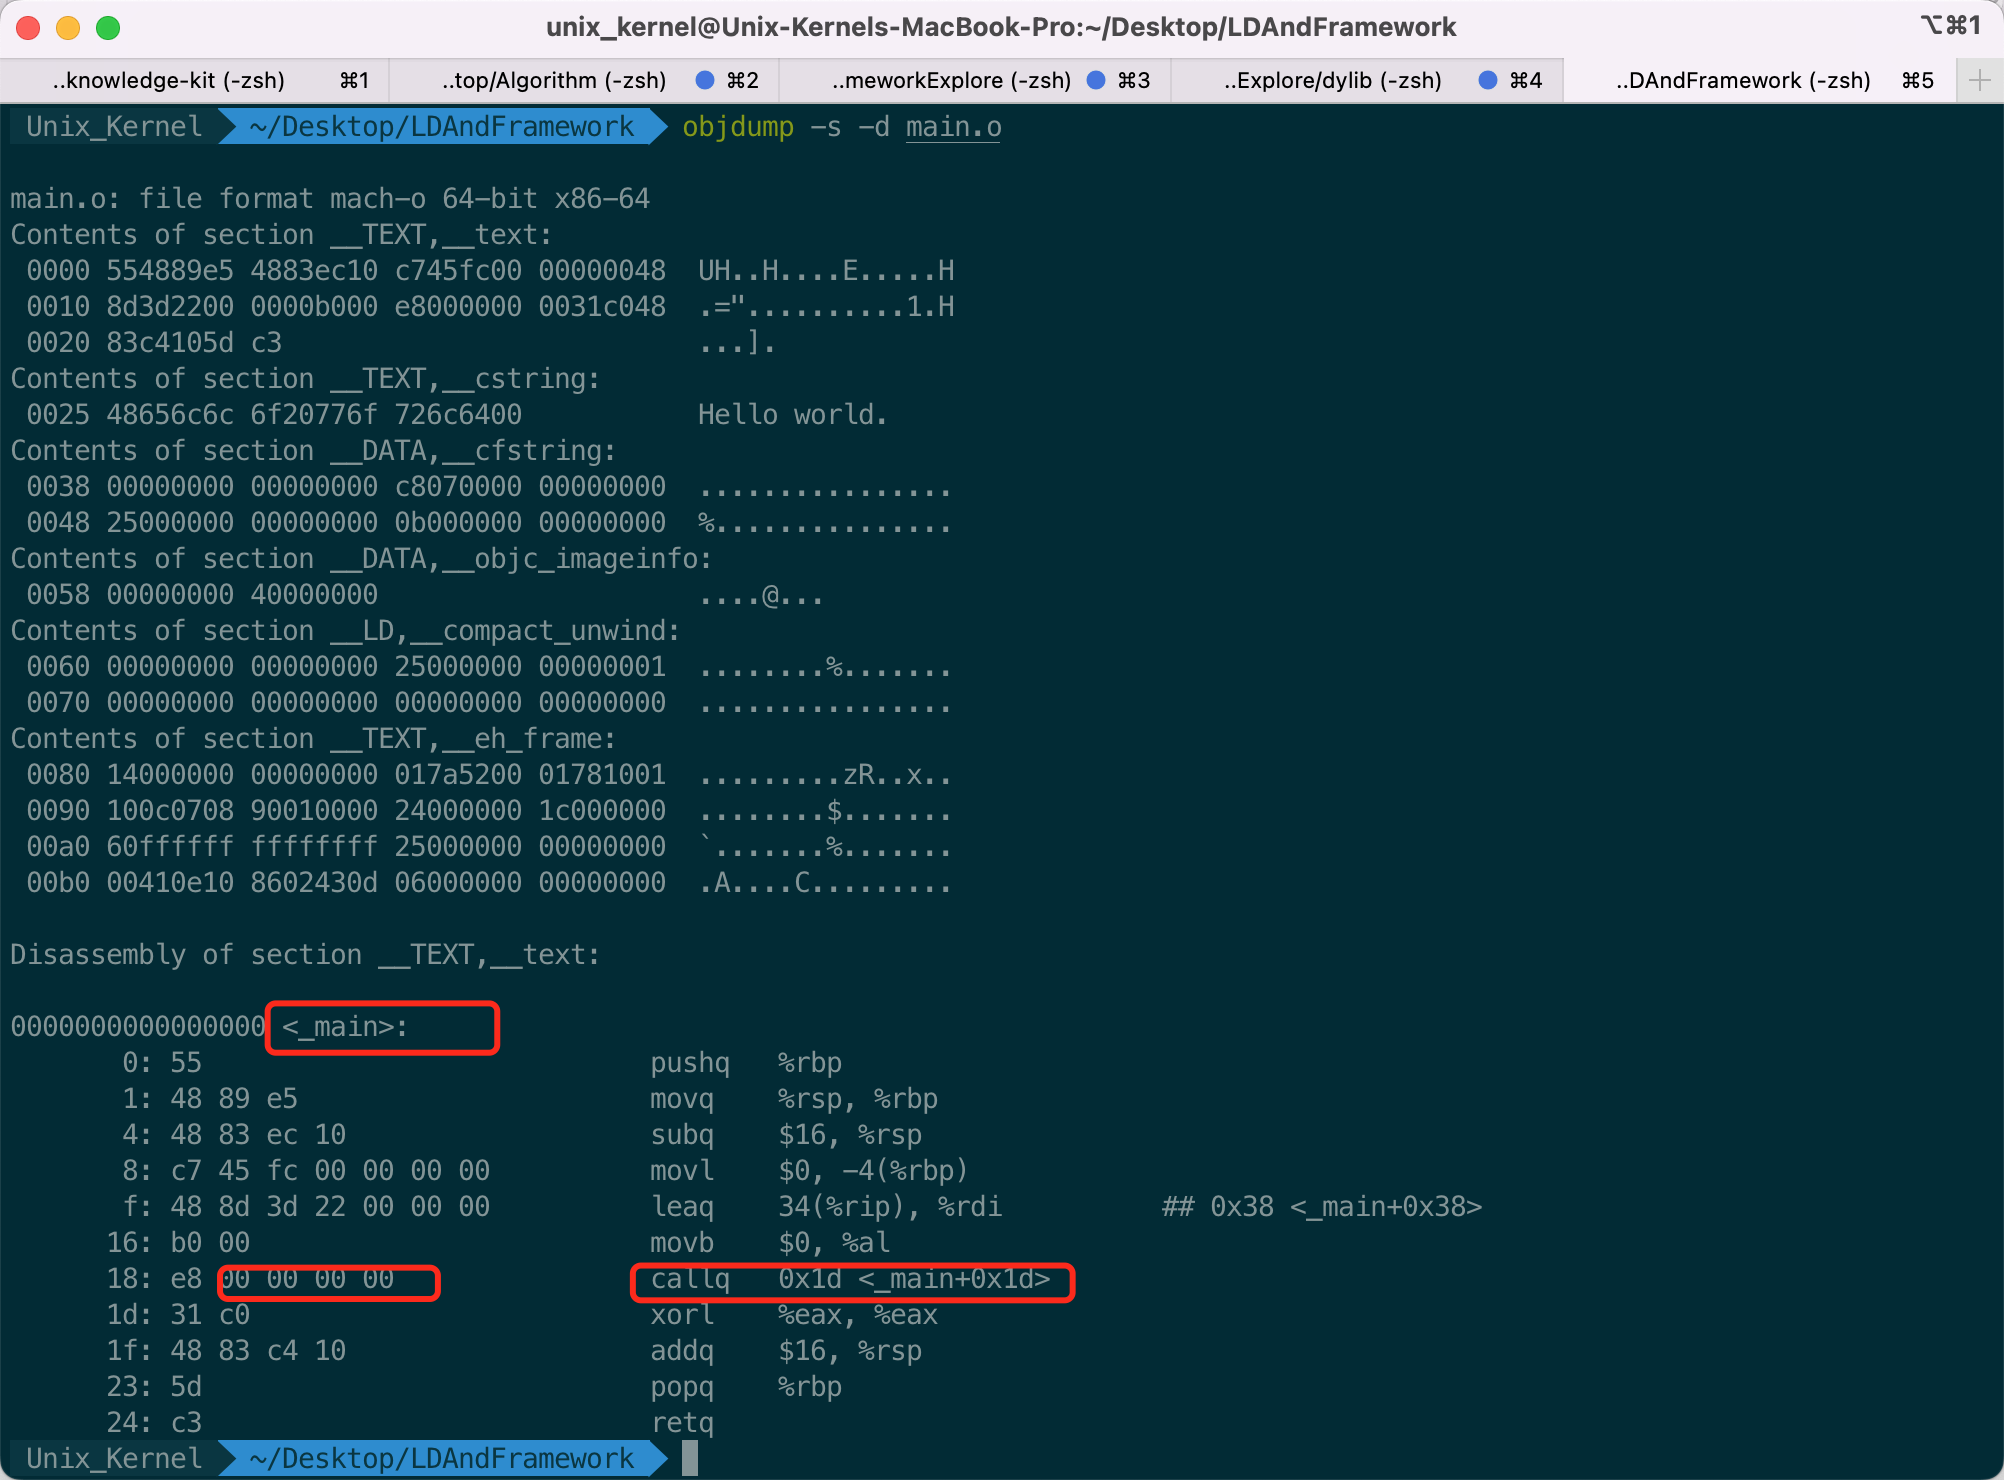 unix_kernel@Unix-Kernels-MacBook-Pro:~/Desktop/LDAndFramework ⌥⌘1
..knowledge-kit (-zsh) ⌘1 ..top/Algorithm (-zsh) ⌘2 ..meworkExplore (-zsh) ⌘3 ..Explore/dylib (-zsh) ⌘4 ..DAndFramework (-zsh) ⌘5
Unix_Kernel ~/Desktop/LDAndFramework objdump -s -d main.o
main.o: file format mach-o 64-bit x86-64
Contents of section __TEXT,__text:
0000 554889e5 4883ec10 c745fc00 00000048 UH..H....E.....H
0010 8d3d2200 0000b000 e8000000 0031c048 .="..........1.H
0020 83c4105d c3 ...].
Contents of section __TEXT,__cstring:
0025 48656c6c 6f20776f 726c6400 Hello world.
Contents of section __DATA,__cfstring:
0038 00000000 00000000 c8070000 00000000 ................
0048 25000000 00000000 0b000000 00000000 %...............
Contents of section __DATA,__objc_imageinfo:
0058 00000000 40000000 ....@...
Contents of section __LD,__compact_unwind:
0060 00000000 00000000 25000000 00000001 ........%.......
0070 00000000 00000000 00000000 00000000 ................
Contents of section __TEXT,__eh_frame:
0080 14000000 00000000 017a5200 01781001 .........zR..x..
0090 100c0708 90010000 24000000 1c000000 ........$.......
00a0 60ffffff ffffffff 25000000 00000000 `.......%.......
00b0 00410e10 8602430d 06000000 00000000 .A....C.........
Disassembly of section __TEXT,__text:
0000000000000000 <_main>:
0: 55 pushq %rbp
1: 48 89 e5 movq %rsp, %rbp
4: 48 83 ec 10 subq $16, %rsp
8: c7 45 fc 00 00 00 00 movl $0, -4(%rbp)
f: 48 8d 3d 22 00 00 00 leaq 34(%rip), %rdi ## 0x38 <_main+0x38>
16: b0 00 movb $0, %al
18: e8 00 00 00 00 callq 0x1d <_main+0x1d>
1d: 31 c0 xorl %eax, %eax
1f: 48 83 c4 10 addq $16, %rsp
23: 5d popq %rbp
24: c3 retq
Unix_Kernel ~/Desktop/LDAndFramework